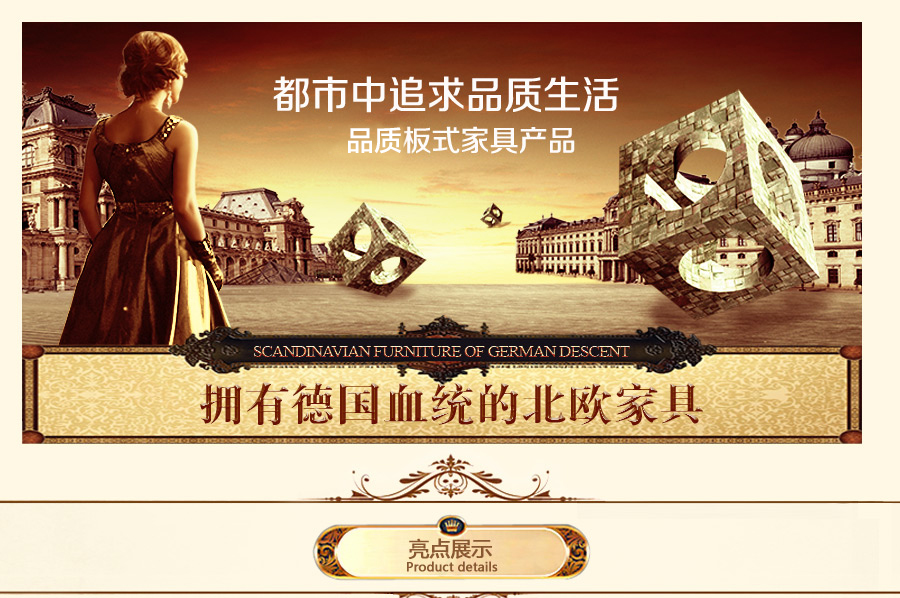 都市中追求品质生活
品质板式家具产品
SCANDINAVIAN FURNITURE OF GERMAN DESCENT
拥有德国血统的北欧家具
亮点展示
Product details